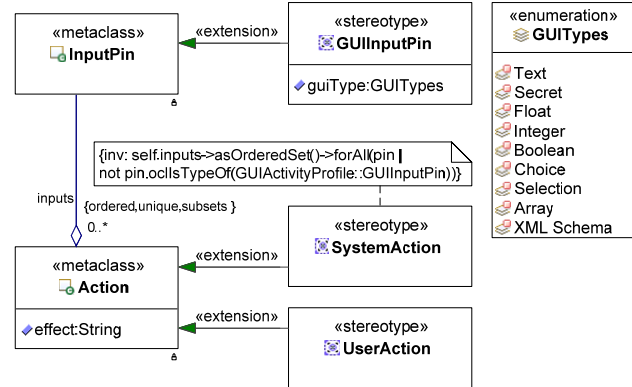 «metaclass»
InputPin
«extension»
«stereotype»
GUIInputPin
guiType:GUITypes
«enumeration»
GUITypes
Text
Secret
Float
Integer
Boolean
Choice
Selection
Array
XML Schema
{inv: self.inputs->asOrderedSet()->forAll(pin |
not pin.oclIsTypeOf(GUIActivityProfile::GUIInputPin))}
inputs
{ordered,unique,subsets }
0..*
«metaclass»
Action
effect:String
«extension»
«stereotype»
SystemAction
«extension»
«stereotype»
UserAction